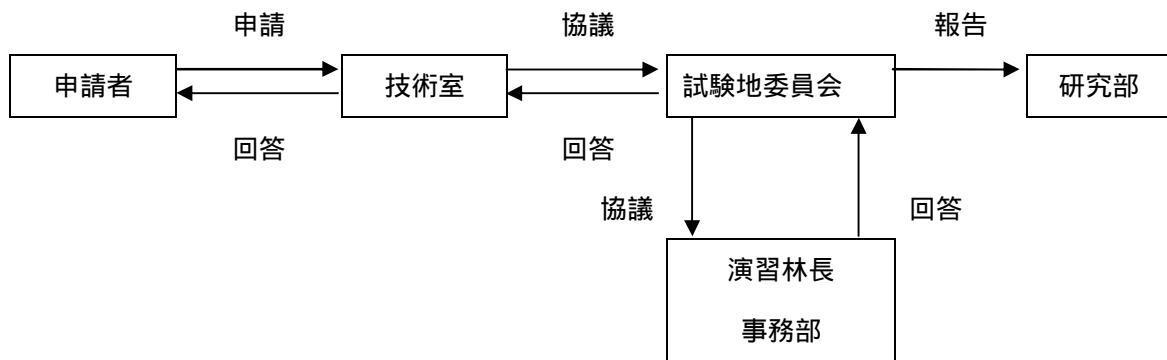 申請
協議
報告
申請者
技術室
試験地委員会
研究部
回答
回答
協議
回答
演習林長
事務部